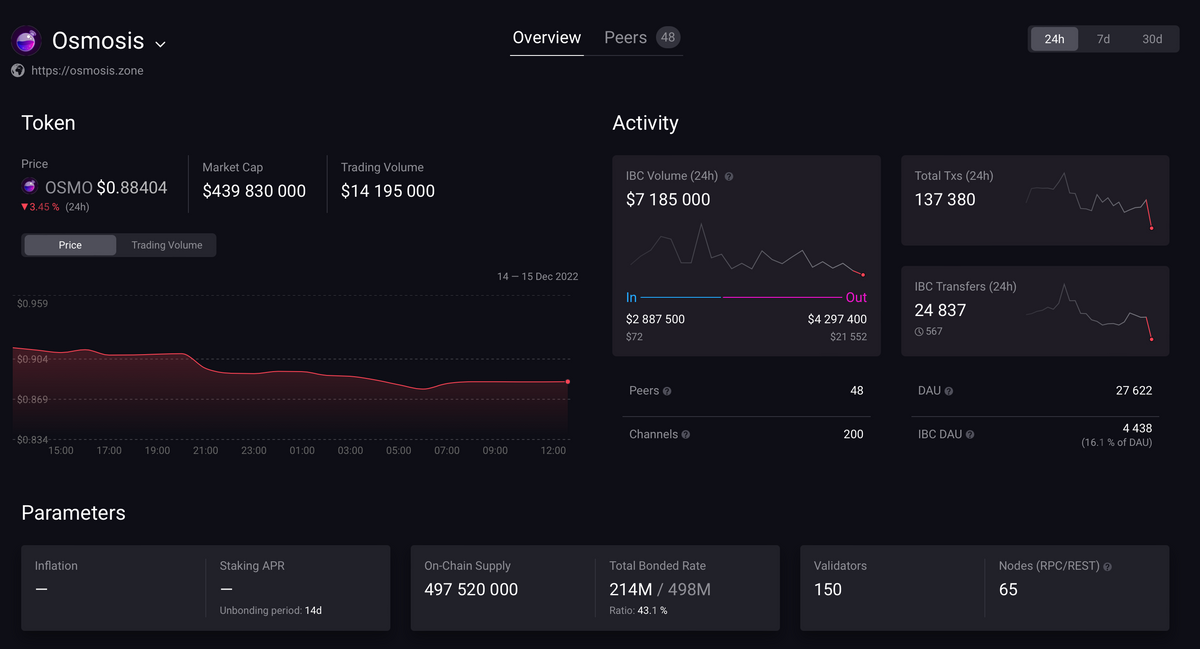 Osmosis
https://osmosis.zone
Overview
Peers 48
24h 7d 30d
Token
Price
OSMO $0.88404
▼3.45 % (24h)
Market Cap
$439 830 000
Trading Volume
$14 195 000
Price Trading Volume
14 — 15 Dec 2022
$0.959
$0.904
$0.869
$0.834
15:00 17:00 19:00 21:00 23:00 01:00 03:00 05:00 07:00 09:00 12:00
Activity
IBC Volume (24h)
$7 185 000
In Out
$2 887 500 $4 297 400
$72 $21 552
Total Txs (24h)
137 380
IBC Transfers (24h)
24 837
567
Peers 48
Channels 200
DAU 27 622
IBC DAU 4 438
(16.1 % of DAU)
Parameters
Inflation
—
Staking APR
—
Unbonding period: 14d
On-Chain Supply
497 520 000
Total Bonded Rate
214M / 498M
Ratio: 43.1 %
Validators
150
Nodes (RPC/REST)
65